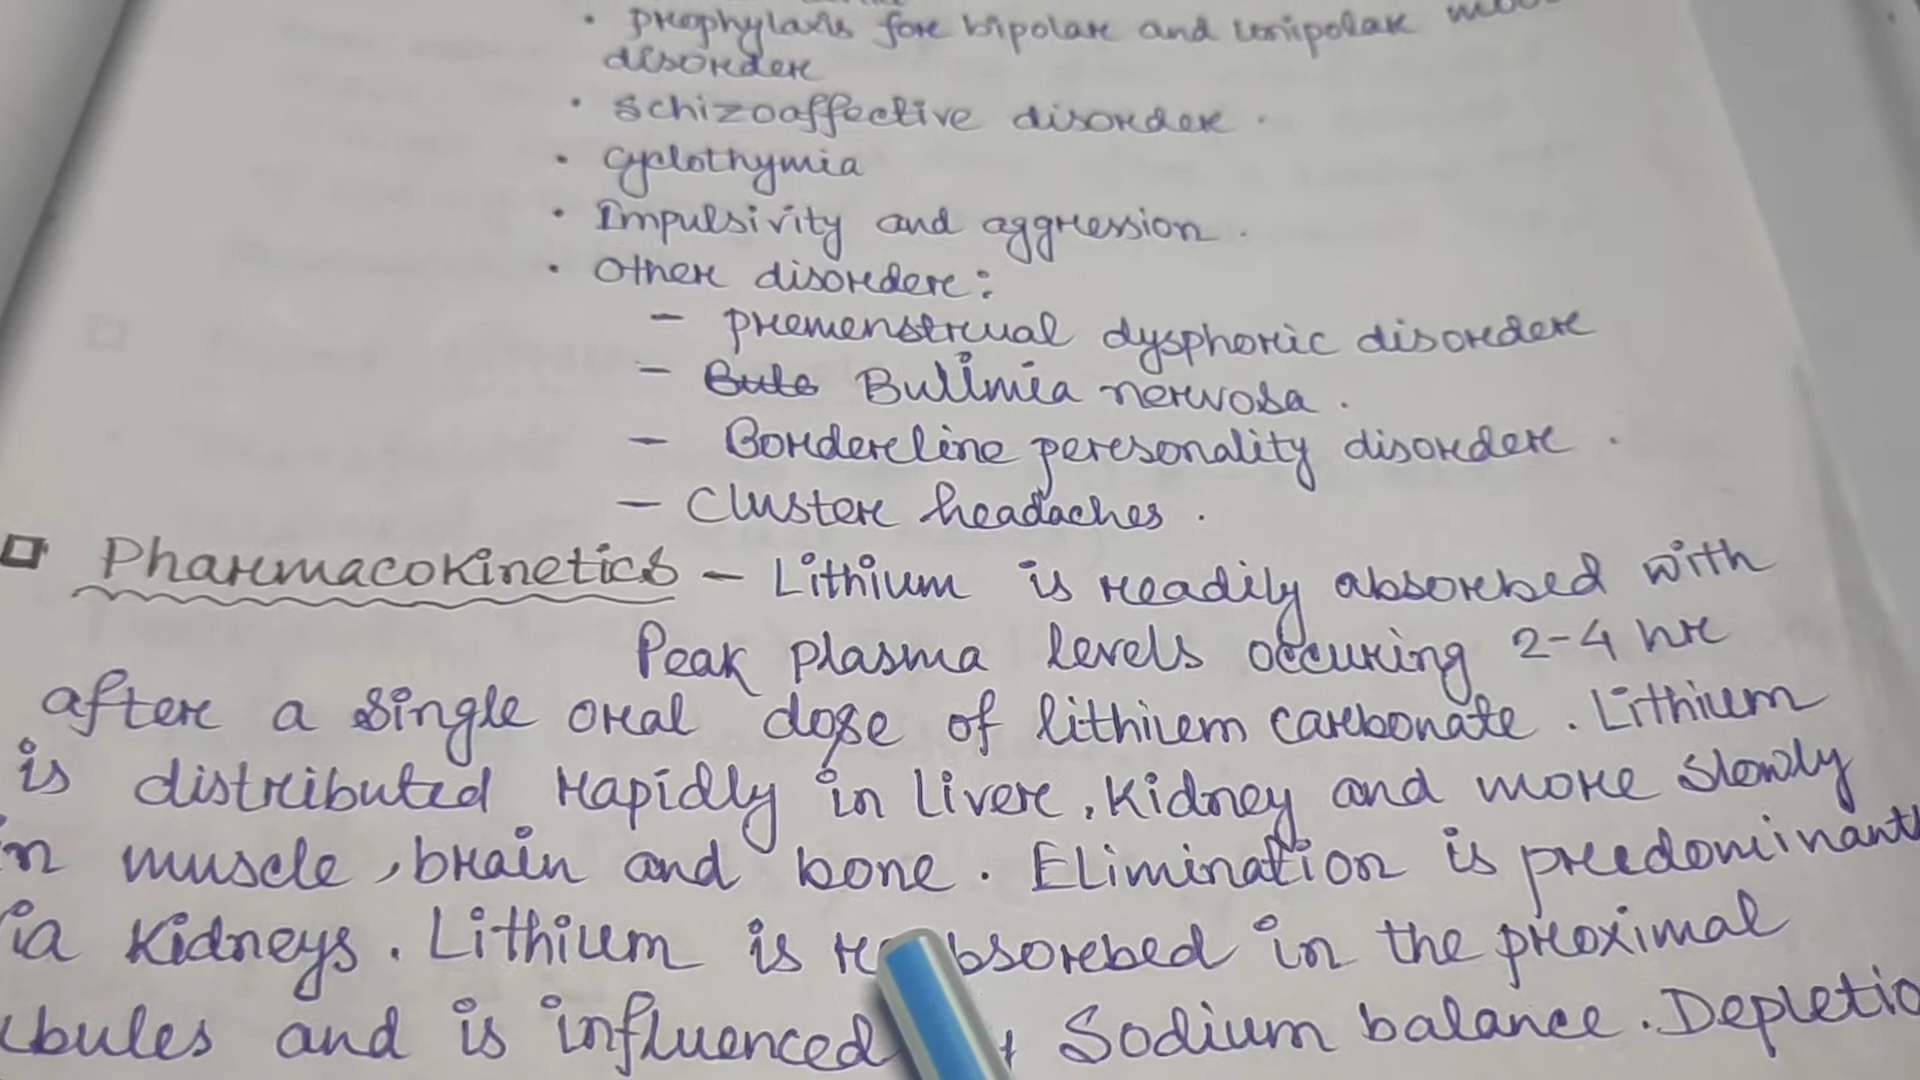 • prophylaxis for bipolar and unipolar
disorder
• Schizoaffective disorder.
• Cyclothymia
• Impulsivity and aggression.
• Other disorder:
– premenstrual dysphoric disorder
– Bulimia nervosa.
– Borderline personality disorder.
– Cluster headaches.
Pharmacokinetics – Lithium is readily absorbed with
Peak plasma levels occuring 2-4 hr
after a single oral dose of lithium carbonate. Lithium
is distributed rapidly in liver, kidney and more slowly
muscle, brain and bone. Elimination is predominant
kidneys. Lithium is in the proximal
and is influenced Sodium balance. Depletio